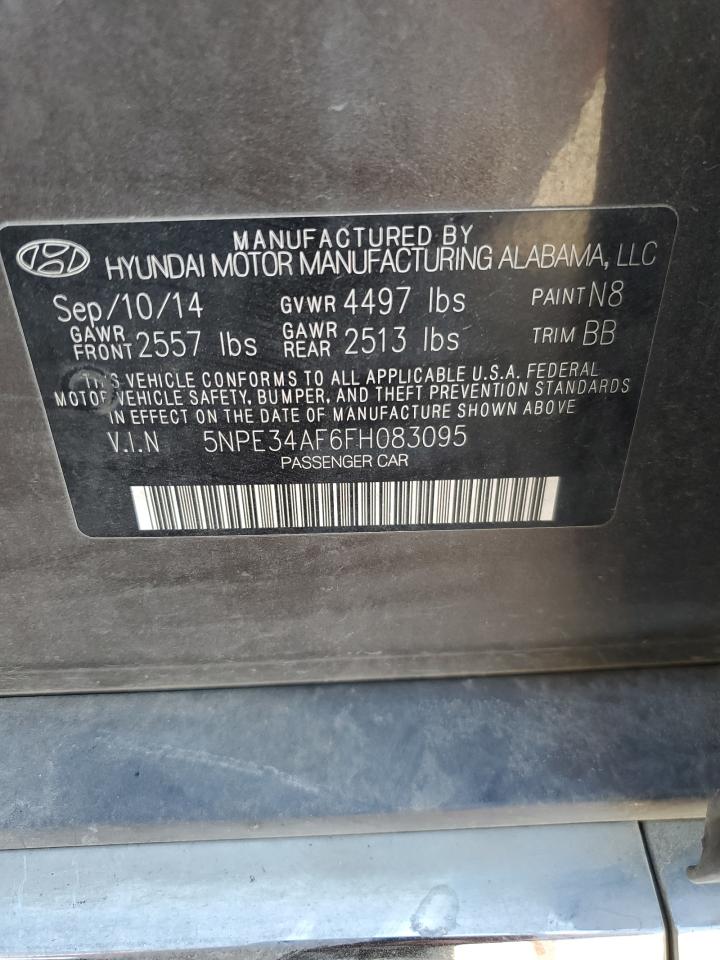 MANUFACTURED BY
HYUNDAI MOTOR MANUFACTURING ALABAMA, LLC
Sep/10/14 GVWR 4497 lbs PAINT N8
GAWR FRONT 2557 lbs GAWR REAR 2513 lbs TRIM BB
THIS VEHICLE CONFORMS TO ALL APPLICABLE U.S.A. FEDERAL
MOTOR VEHICLE SAFETY, BUMPER, AND THEFT PREVENTION STANDARDS
IN EFFECT ON THE DATE OF MANUFACTURE SHOWN ABOVE
V.I.N 5NPE34AF6FH083095
PASSENGER CAR